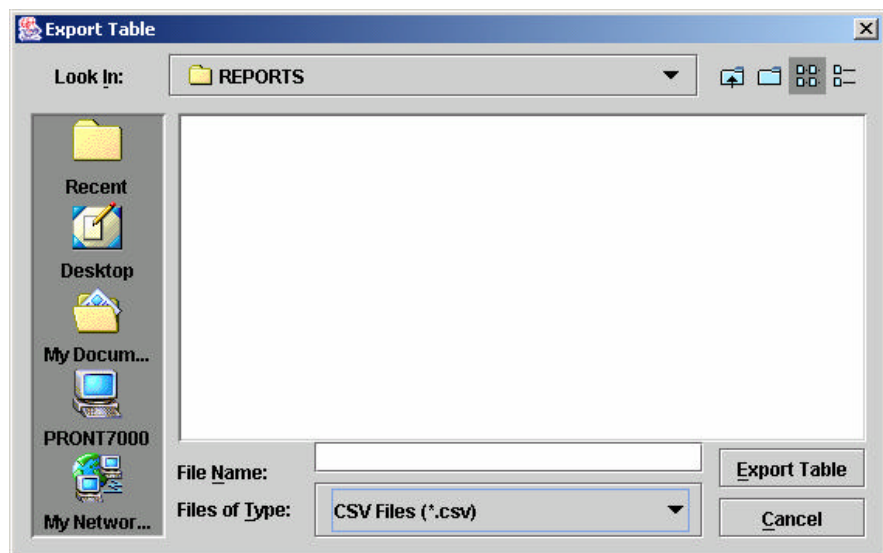 Export Table
Look In:
REPORTS
Recent
Desktop
My Docum...
PRONT7000
My Networ...
File Name:
Export Table
Files of Type:
CSV Files (*.csv)
Cancel